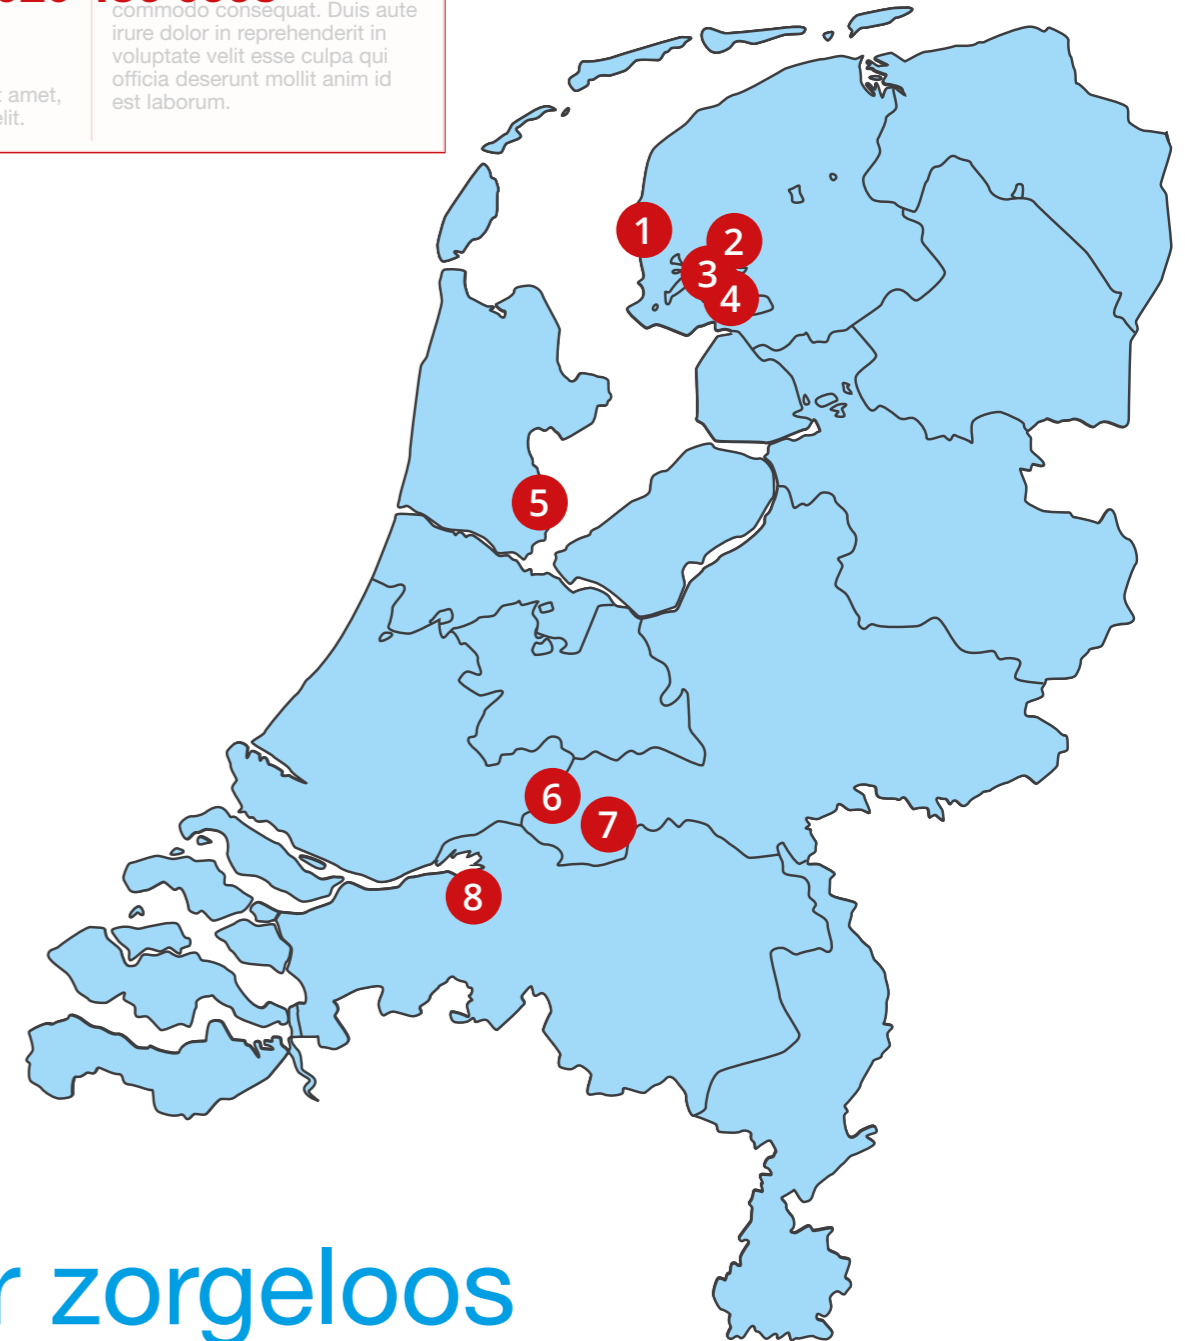 commodo consequat. Duis aute
irure dolor in reprehenderit in
voluptate velit esse culpa qui
officia deserunt mollit anim id
est laborum.
amet,
1
2
3
4
5
6
7
8
zorgeloos